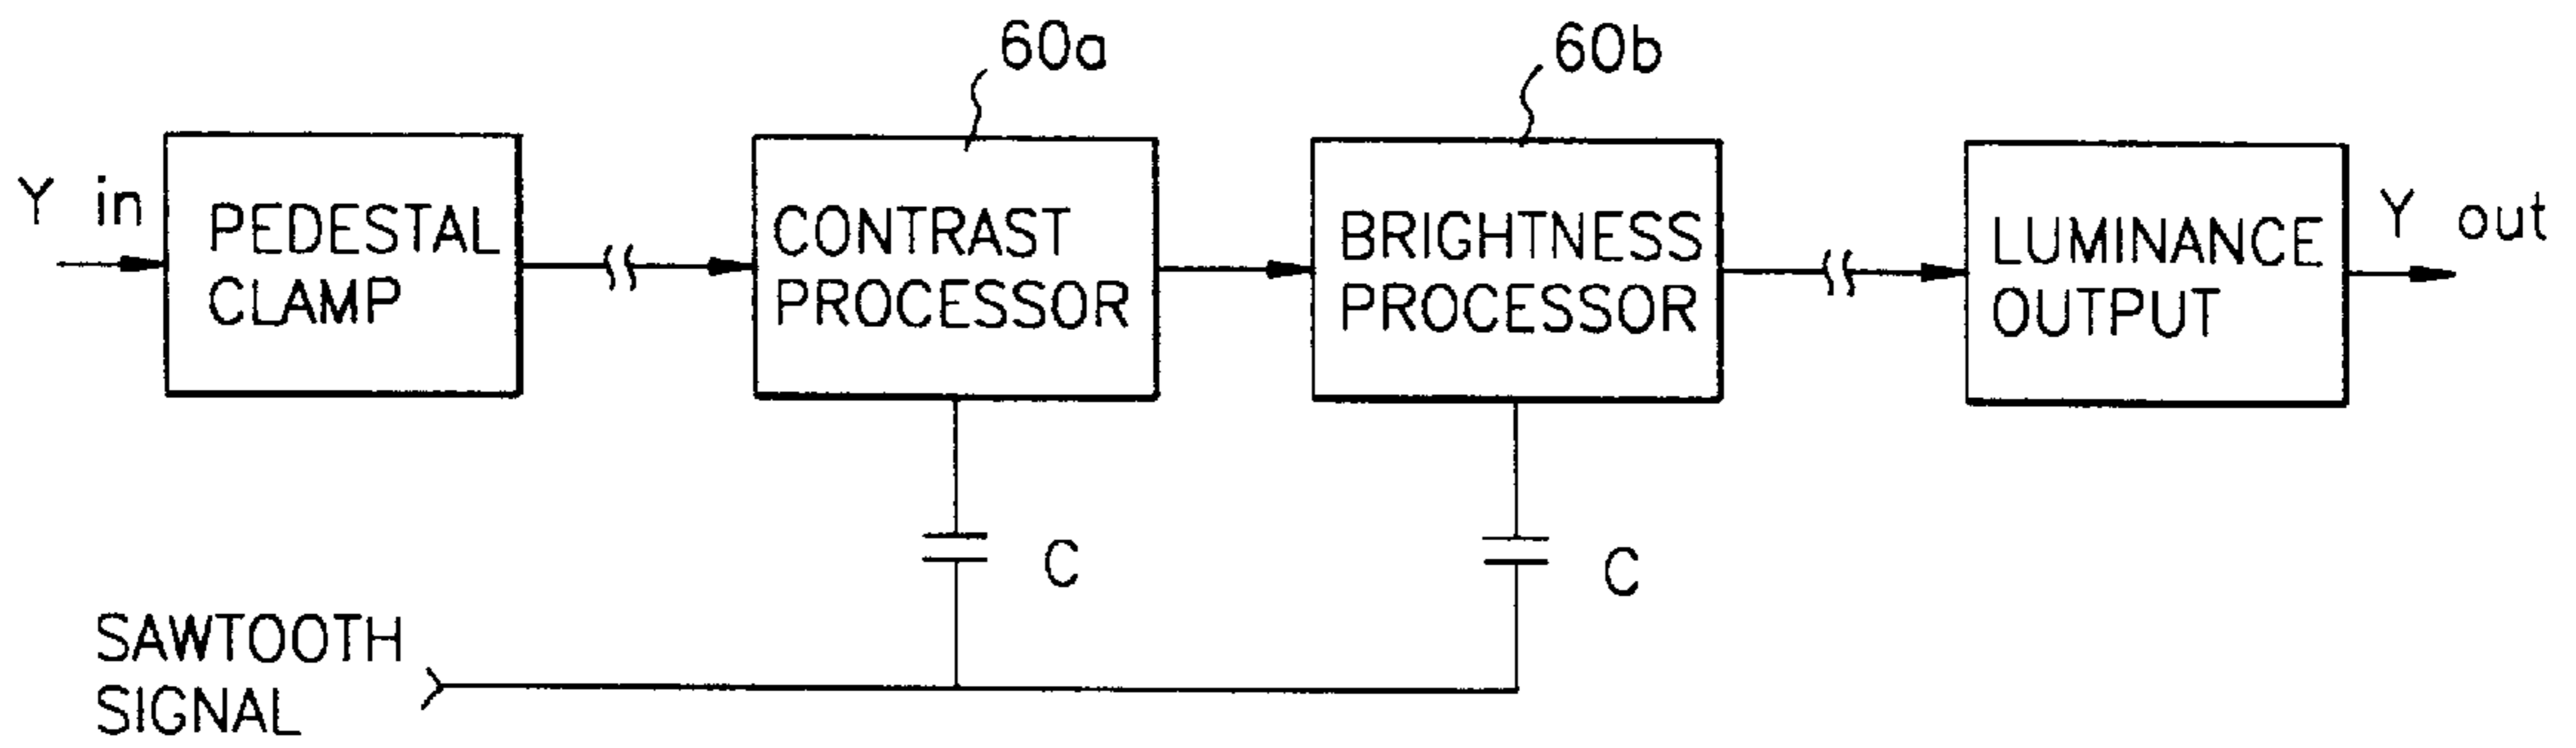 60a
60b
Y in
PEDESTAL
CLAMP
CONTRAST
PROCESSOR
BRIGHTNESS
PROCESSOR
LUMINANCE
OUTPUT
Y out
C
C
SAWTOOTH
SIGNAL